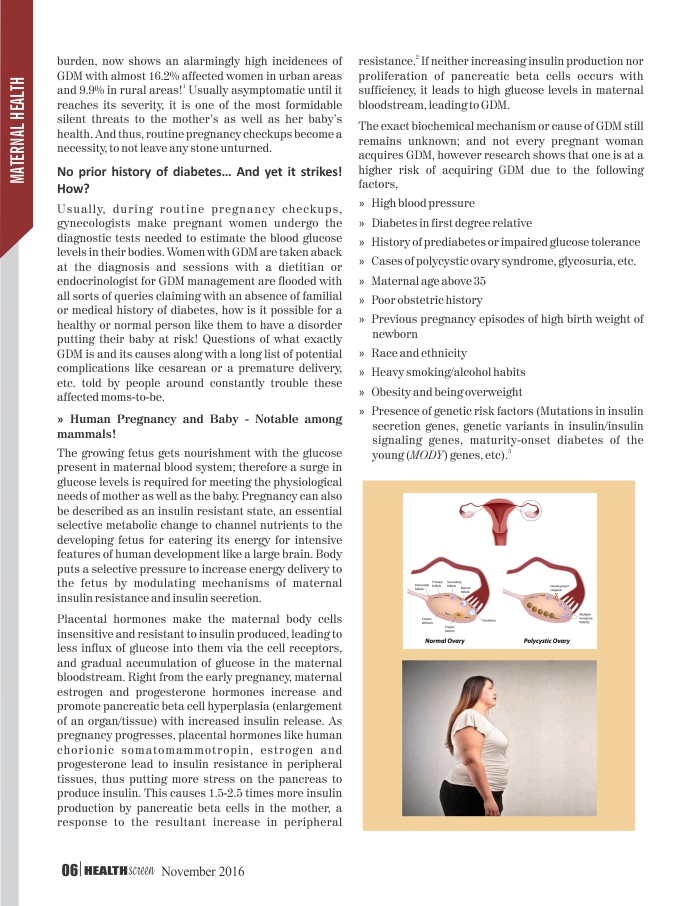 MATERNAL HEALTH
burden, now shows an alarmingly high incidences of
GDM with almost 16.2% affected women in urban areas
and 9.9% in rural areas!1 Usually asymptomatic until it
reaches its severity, it is one of the most formidable
silent threats to the mother's as well as her baby's
health. And thus, routine pregnancy checkups become a
necessity, to not leave any stone unturned.
No prior history of diabetes... And yet it strikes!
How?
Usually, during routine pregnancy checkups,
gynecologists make pregnant women undergo the
diagnostic tests needed to estimate the blood glucose
levels in their bodies. Women with GDM are taken aback
at the diagnosis and sessions with a dietitian or
endocrinologist for GDM management are flooded with
all sorts of queries claiming with an absence of familial
or medical history of diabetes, how is it possible for a
healthy or normal person like them to have a disorder
putting their baby at risk! Questions of what exactly
GDM is and its causes along with a long list of potential
complications like cesarean or a premature delivery,
etc. told by people around constantly trouble these
affected moms-to-be.
» Human Pregnancy and Baby - Notable among
mammals!
The growing fetus gets nourishment with the glucose
present in maternal blood system; therefore a surge in
glucose levels is required for meeting the physiological
needs of mother as well as the baby. Pregnancy can also
be described as an insulin resistant state, an essential
selective metabolic change to channel nutrients to the
developing fetus for catering its energy for intensive
features of human development like a large brain. Body
puts a selective pressure to increase energy delivery to
the fetus by modulating mechanisms of maternal
insulin resistance and insulin secretion.
Placental hormones make the maternal body cells
insensitive and resistant to insulin produced, leading to
less influx of glucose into them via the cell receptors,
and gradual accumulation of glucose in the maternal
bloodstream. Right from the early pregnancy, maternal
estrogen and progesterone hormones increase and
promote pancreatic beta cell hyperplasia (enlargement
of an organ/tissue) with increased insulin release. As
pregnancy progresses, placental hormones like human
chorionic somatomammotropin, estrogen and
progesterone lead to insulin resistance in peripheral
tissues, thus putting more stress on the pancreas to
produce insulin. This causes 1.5-2.5 times more insulin
production by pancreatic beta cells in the mother, a
response to the resultant increase in peripheral
resistance.2 If neither increasing insulin production nor
proliferation of pancreatic beta cells occurs with
sufficiency, it leads to high glucose levels in maternal
bloodstream, leading to GDM.
The exact biochemical mechanism or cause of GDM still
remains unknown; and not every pregnant woman
acquires GDM, however research shows that one is at a
higher risk of acquiring GDM due to the following
factors,
» High blood pressure
» Diabetes in first degree relative
» History of prediabetes or impaired glucose tolerance
» Cases of polycystic ovary syndrome, glycosuria, etc.
» Maternal age above 35
» Poor obstetric history
» Previous pregnancy episodes of high birth weight of
newborn
» Race and ethnicity
» Heavy smoking/alcohol habits
» Obesity and being overweight
» Presence of genetic risk factors (Mutations in insulin
secretion genes, genetic variants in insulin/insulin
signaling genes, maturity-onset diabetes of the
young (MODY) genes, etc).3
Primordial
follicle
Primary
follicle
Secondary
follicle
Mature
follicle
Corpus
albicans
Corpus
luteum
Ovulation
Normal Ovary
Development
stopped
Multiple
immature
follicles
Polycystic Ovary
06 HEALTHscreen November 2016